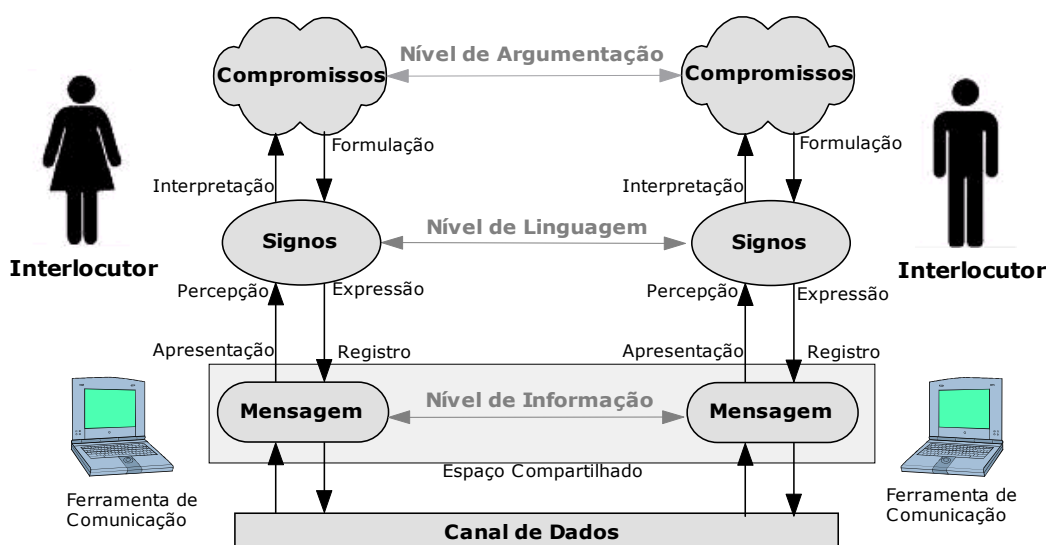 Nível de Argumentação
Compromissos
Compromissos
Formulação
Formulação
Interpretação
Interpretação
Signos
Nível de Linguagem
Signos
Interlocutor
Interlocutor
Percepção
Expressão
Percepção
Expressão
Apresentação
Registro
Apresentação
Registro
Mensagem
Nível de Informação
Mensagem
Espaço Compartilhado
Ferramenta de
Comunicação
Ferramenta de
Comunicação
Canal de Dados